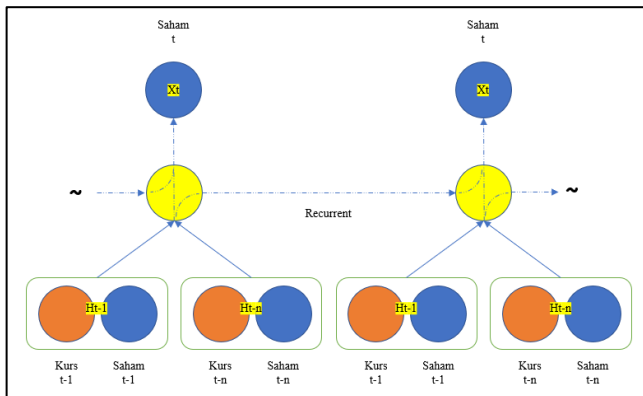 Saham
t
Saham
t
Xt
Xt
~
~
Recurrent
Ht-1
Ht-n
Ht-1
Ht-n
Kurs
t-1
Saham
t-1
Kurs
t-n
Saham
t-n
Kurs
t-1
Saham
t-1
Kurs
t-n
Saham
t-n